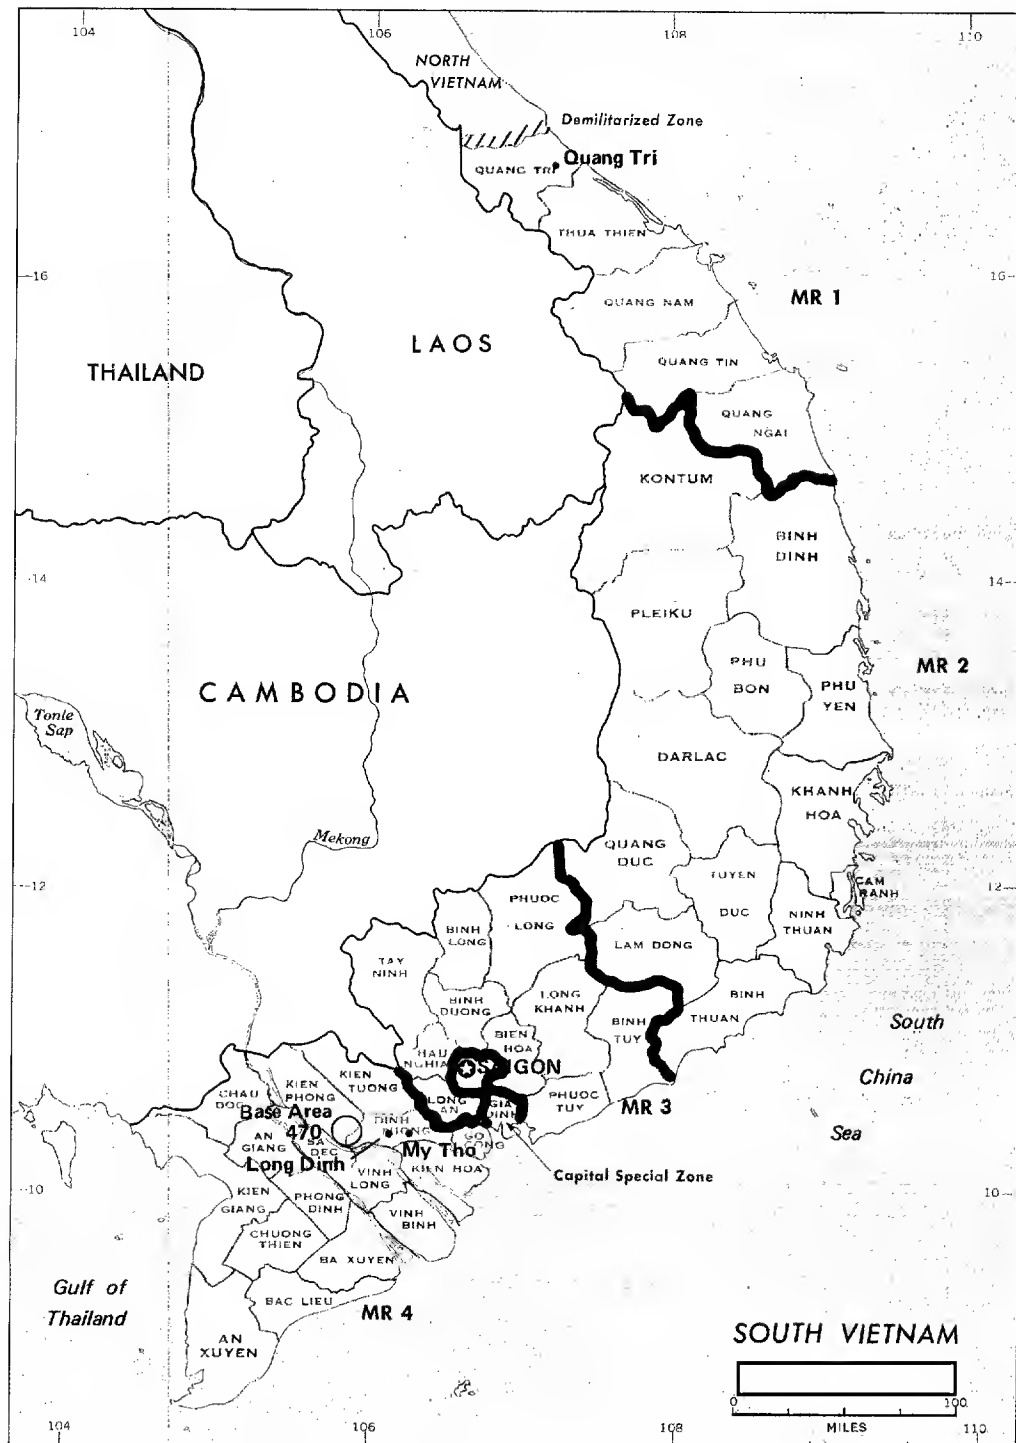 104
106
108
110
NORTH
VIETNAM
Demilitarized Zone
Quang Tri
QUANG TRI
THUA THIEN
16
16
QUANG NAM
MR 1
LAOS
THAILAND
QUANG TIN
QUANG
NGAI
KONTUM
BINH
DINH
14
14
PLEIKU
PHU
BON
MR 2
PHU
YEN
CAMBODIA
Tonle
Sap
DARLAC
KHANH
HOA
Mekong
QUANG
DUC
TUYEN
DUC
CAM
RANH
12
12
PHUOC
LONG
NINH
THUAN
BINH
LONG
LAM DONG
TAY
NINH
LONG
KHANH
BINH
THUAN
BINH
DUONG
BINH
TUY
BIEN
HOA
South
China
Sea
HAU
NGHIA
SAIGON
KIEN
TUONG
KIEN
PHONG
CHAU
DOC
LONG
AN
GIA
DINH
PHUOC
TUY
MR 3
Base Area
470
DINH
TUONG
AN
GIANG
SA
DEC
GO
CONG
My Tho
Long Dinh
KIEN HOA
VINH
LONG
Capital Special Zone
10
10
KIEN
GIANG
PHONG
DINH
VINH
BINH
CHUONG
THIEN
BA XUYEN
Gulf of
Thailand
BAC LIEU
MR 4
AN
XUYEN
SOUTH VIETNAM
0
100
MILES
104
106
108
110